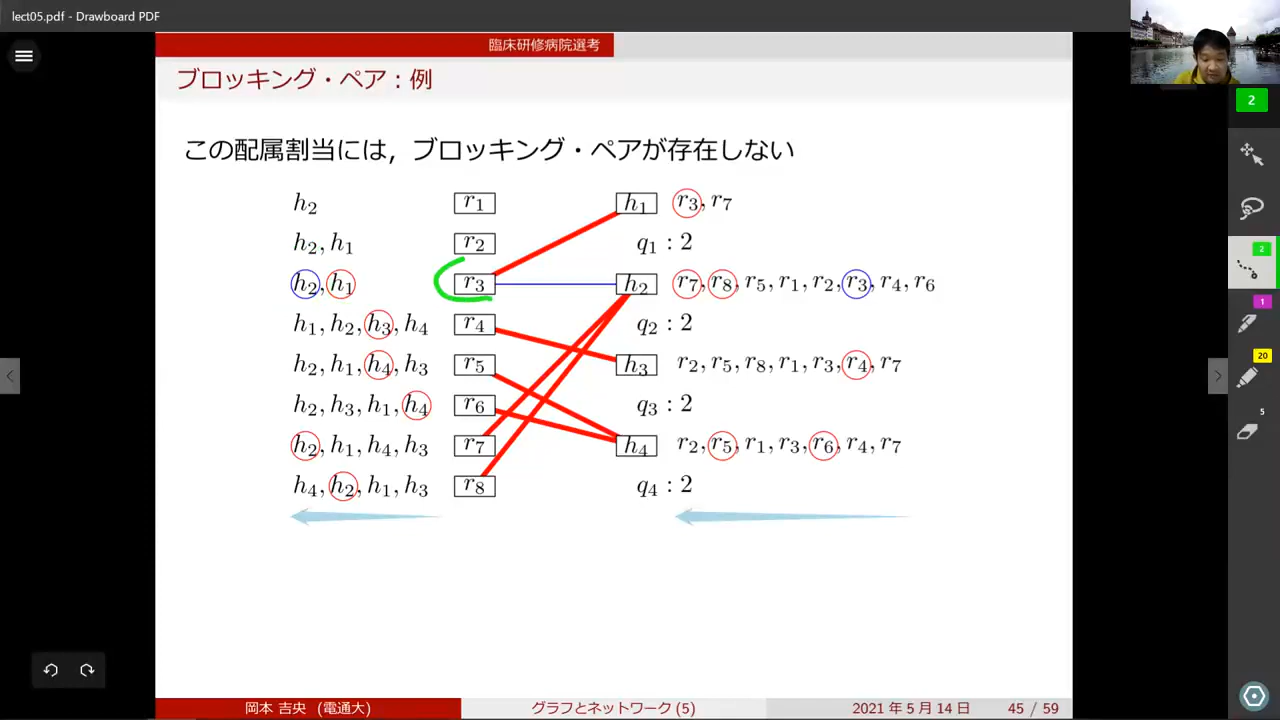 lect05.pdf - Drawboard PDF
臨床研修病院選考
ブロッキング・ペア：例
この配属割当には，ブロッキング・ペアが存在しない
h2 r1 h1 r3, r7
h2, h1 r2 q1 : 2
h2, h1 r3 h2 r7, r8, r5, r1, r2, r3, r4, r6
h1, h2, h3, h4 r4 q2 : 2
h2, h1, h4, h3 r5 h3 r2, r5, r8, r1, r3, r4, r7
h2, h3, h1, h4 r6 q3 : 2
h2, h1, h4, h3 r7 h4 r2, r5, r1, r3, r6, r4, r7
h4, h2, h1, h3 r8 q4 : 2
岡本 吉央 (電通大) グラフとネットワーク (5) 2021 年 5 月 14 日 45 / 59
2
2
1
20
5